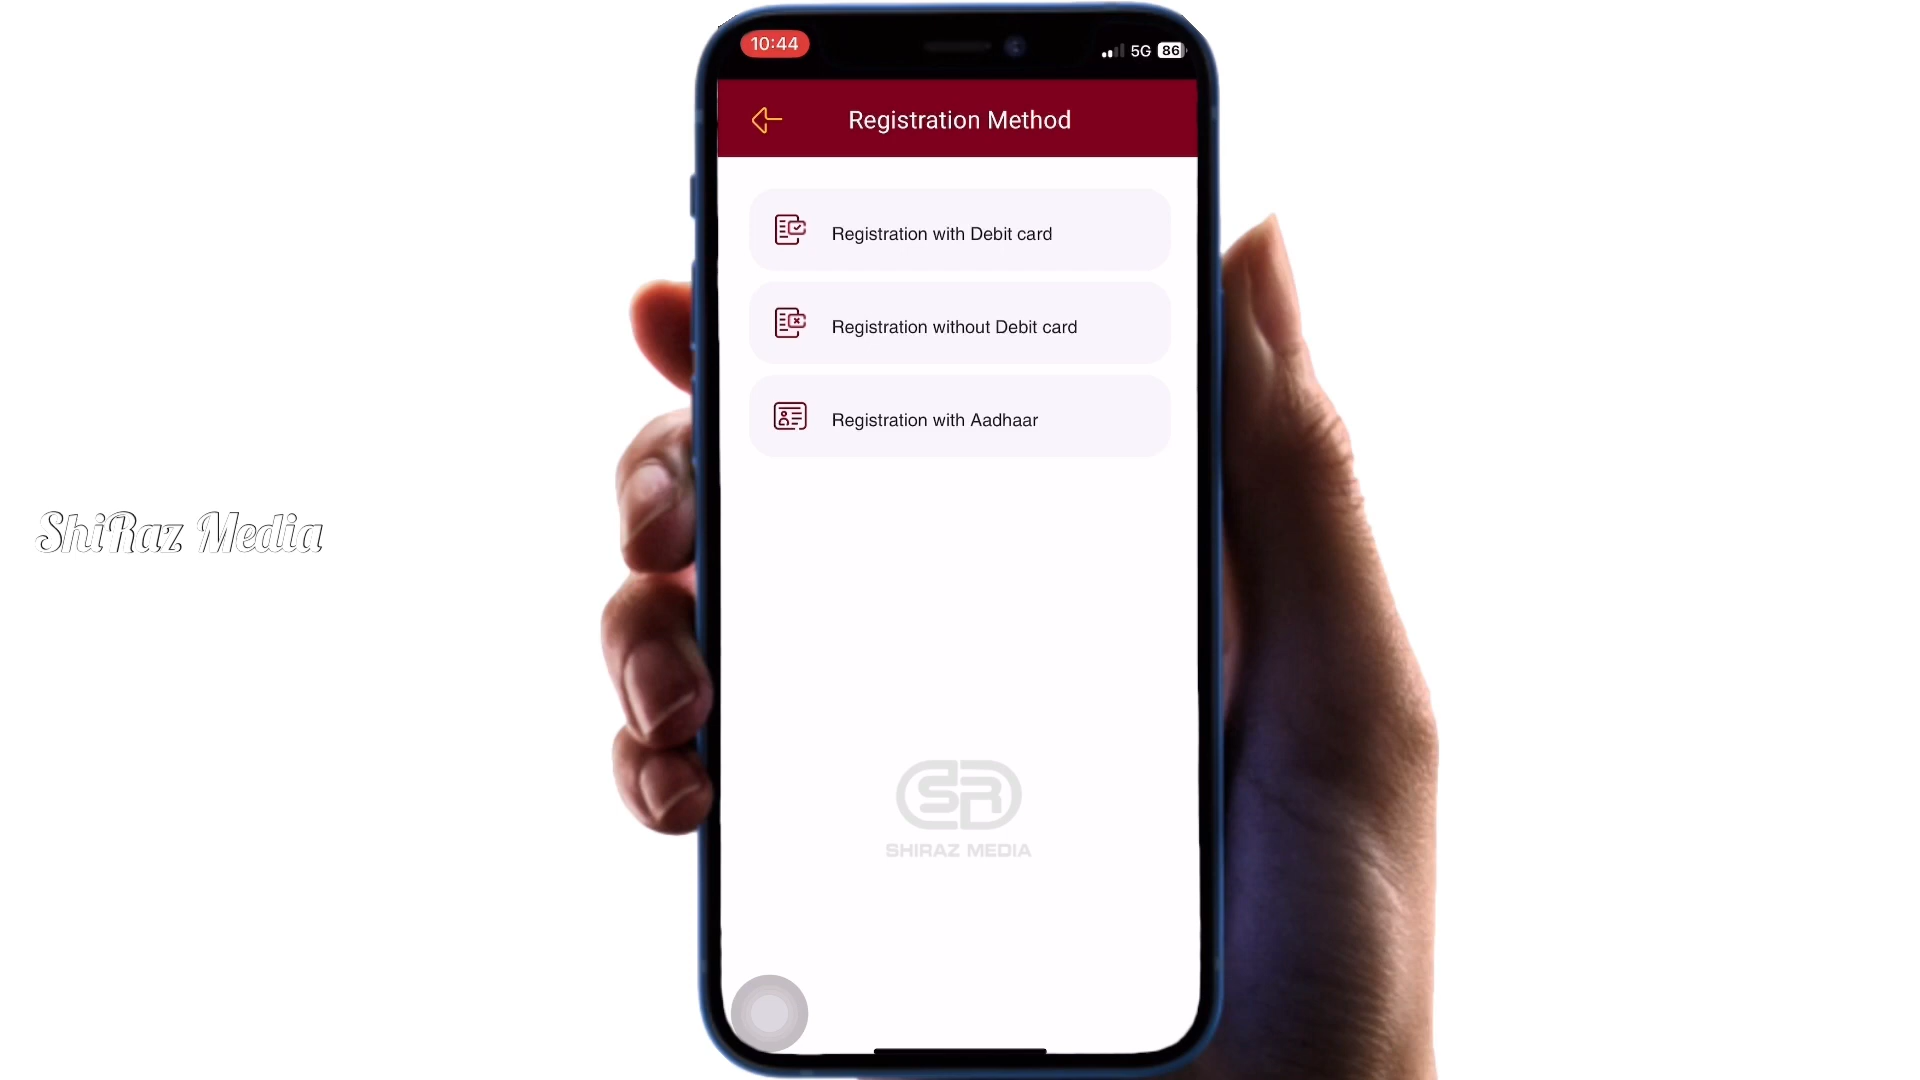 10:44
5G 86
Registration Method
Registration with Debit card
Registration without Debit card
Registration with Aadhaar
ShiRaz Media
SR
SHIRAZ MEDIA